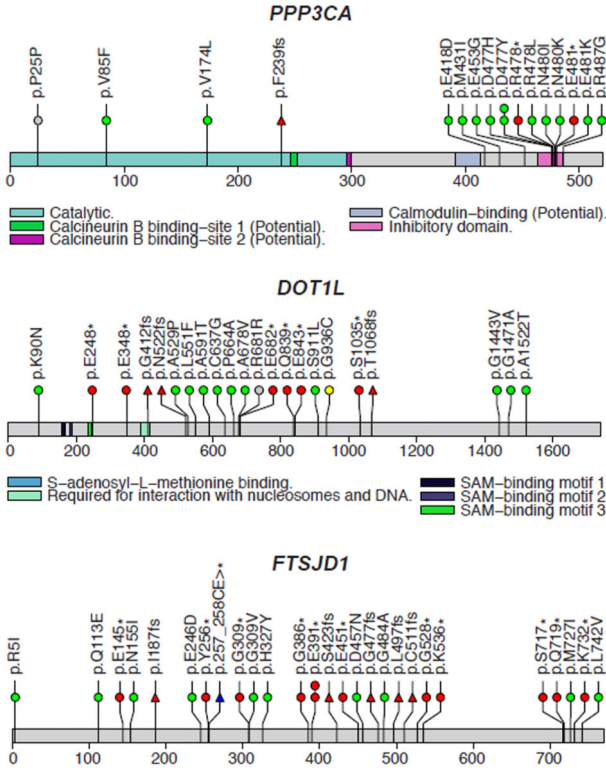 PPP3CA
p.P25P
p.V85F
p.V174L
p.F239fs
p.E418D
p.M431I
p.E453G
p.D477H
p.D477Y
p.R478*
p.R478L
p.N480I
p.N480K
p.E481*
p.E481K
p.R487G
0 100 200 300 400 500
Catalytic.
Calcineurin B binding-site 1 (Potential).
Calcineurin B binding-site 2 (Potential).
Calmodulin-binding (Potential).
Inhibitory domain.
DOT1L
p.K90N
p.E248*
p.E348*
p.G412fs
p.N522fs
p.A529P
p.L551F
p.A591T
p.C637G
p.P664A
p.A678V
p.R681R
p.E682*
p.Q839*
p.E843*
p.S911L
p.G936C
p.S1035*
p.T1068fs
p.G1443V
p.G1471A
p.A1522T
0 200 400 600 800 1000 1200 1400 1600
S-adenosyl-L-methionine binding.
Required for interaction with nucleosomes and DNA.
SAM-binding motif 1
SAM-binding motif 2
SAM-binding motif 3
FTSJD1
p.R5I
p.Q113E
p.E145*
p.N155I
p.I187fs
p.E246D
p.Y256*
p.257_258CE>*
p.G309*
p.G309V
p.H327Y
p.G386*
p.E391*
p.S423fs
p.E451*
p.D457N
p.G477fs
p.G484A
p.L497fs
p.C511fs
p.G528*
p.K536*
p.S717*
p.Q719*
p.M727I
p.K732*
p.L742V
0 100 200 300 400 500 600 700